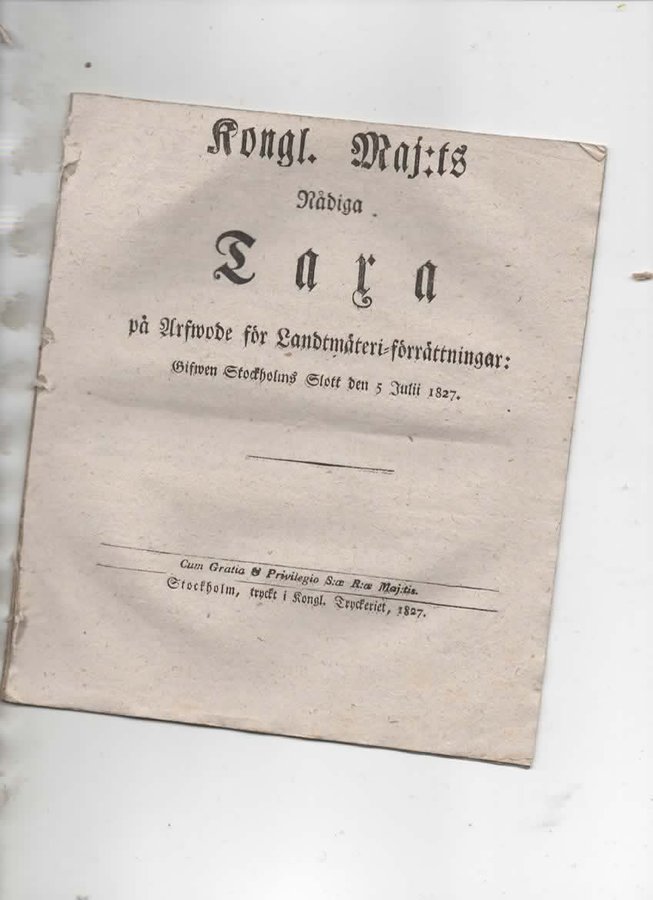 Kongl. Maj:ts
Nådiga
Taxa
på Arfwode för Landtmäteri-förrättningar:
Gifwen Stockholms Slott den 5 Julii 1827.
Cum Gratia & Privilegio S:æ R:æ Maj:tis.
Stockholm, tryckt i Kongl. Tryckeriet, 1827.